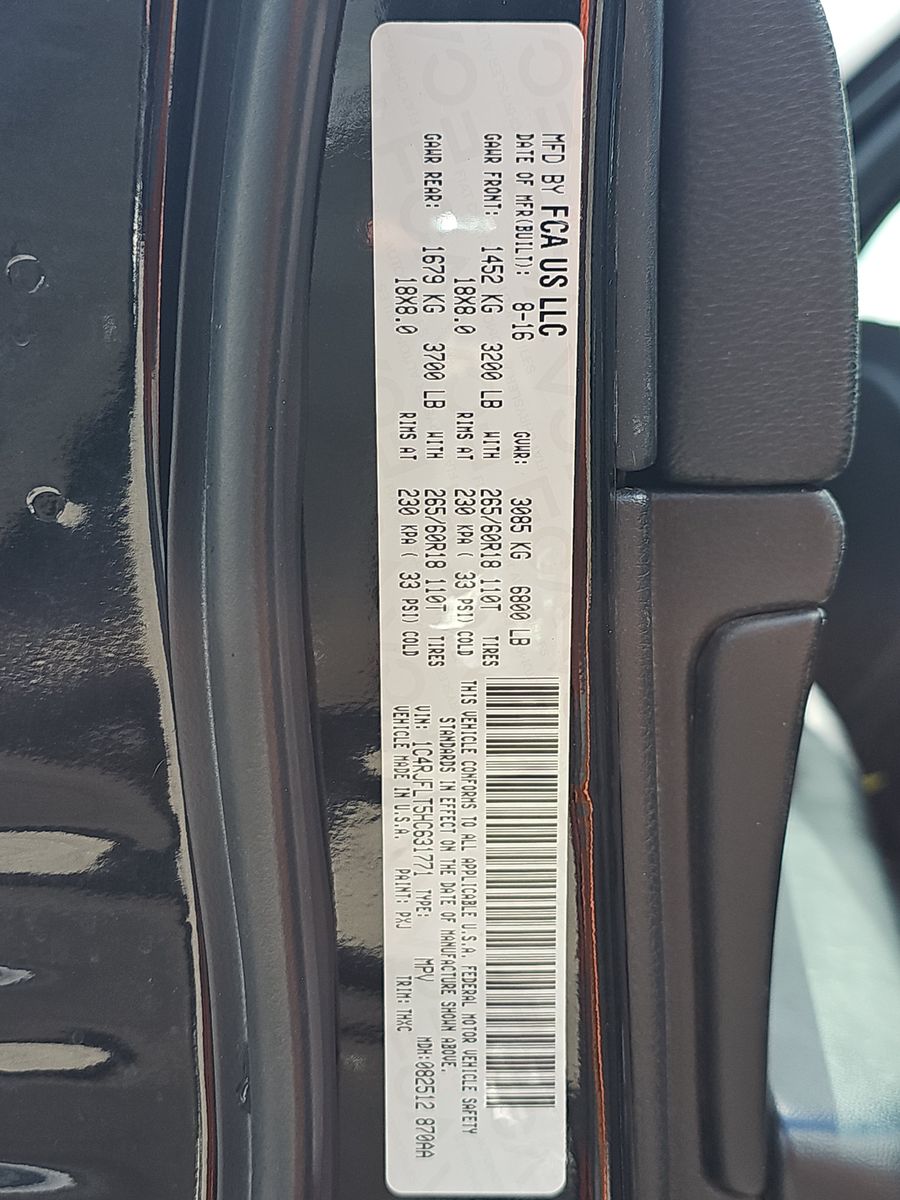 MFD BY FCA US LLC
DATE OF MFR(BUILT): 8-16 GVWR: 3085 KG 6800 LB
GAWR FRONT: 1452 KG 3200 LB WITH 265/60R18 110T TIRES
18X8.0 RIMS AT 230 KPA ( 33 PSI) COLD
GAWR REAR: 1679 KG 3700 LB WITH 265/60R18 110T TIRES
18X8.0 RIMS AT 230 KPA ( 33 PSI) COLD
THIS VEHICLE CONFORMS TO ALL APPLICABLE U.S.A. FEDERAL MOTOR VEHICLE SAFETY
STANDARDS IN EFFECT ON THE DATE OF MANUFACTURE SHOWN ABOVE.
VIN: 1C4RJFLT5HC631771 TYPE: MPV MDH:082512 870AA
VEHICLE MADE IN U.S.A. PAINT: PXJ TRIM: THXC